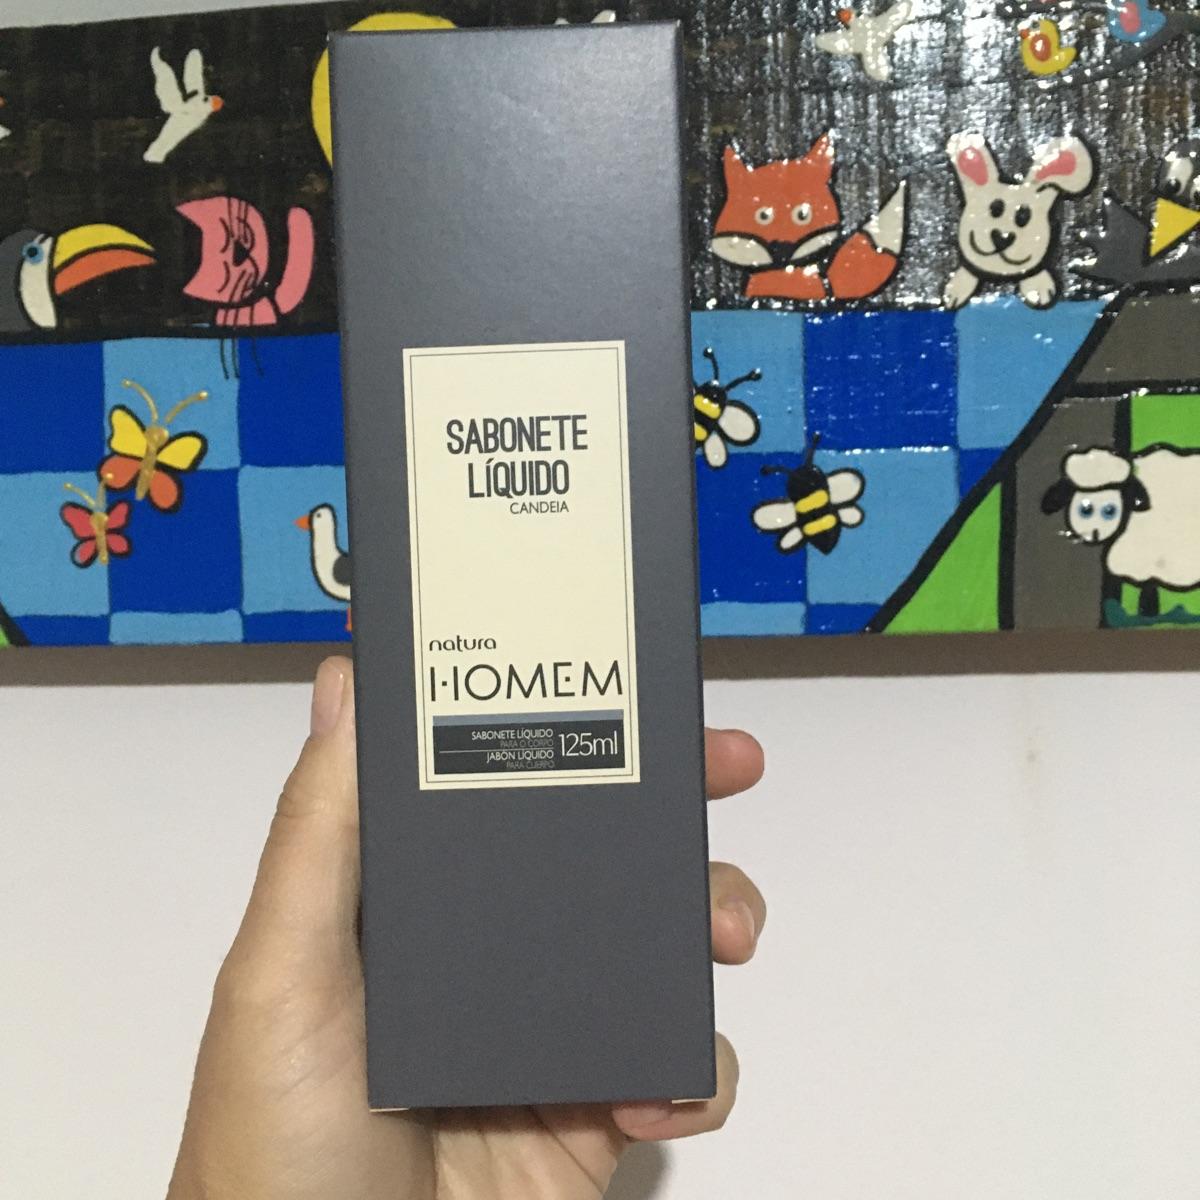 SABONETE
LÍQUIDO
CANDEIA
natura
HOMEM
SABONETE LÍQUIDO
PARA O CORPO
JABÓN LÍQUIDO
PARA CUERPO
125ml